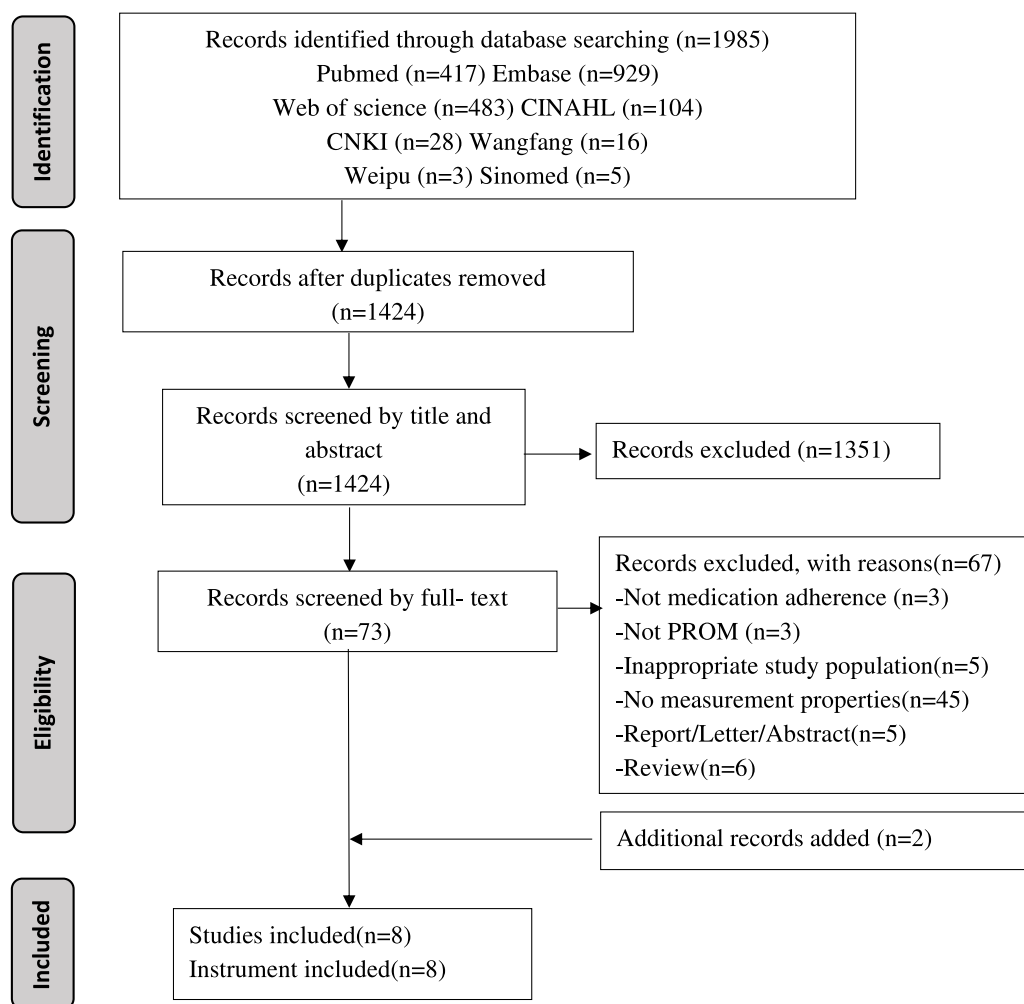 Identification
Records identified through database searching (n=1985)
Pubmed (n=417) Embase (n=929)
Web of science (n=483) CINAHL (n=104)
CNKI (n=28) Wangfang (n=16)
Weipu (n=3) Sinomed (n=5)
Screening
Records after duplicates removed
(n=1424)
Records screened by title and
abstract
(n=1424)
Records excluded (n=1351)
Eligibility
Records screened by full- text
(n=73)
Records excluded, with reasons(n=67)
-Not medication adherence (n=3)
-Not PROM (n=3)
-Inappropriate study population(n=5)
-No measurement properties(n=45)
-Report/Letter/Abstract(n=5)
-Review(n=6)
Additional records added (n=2)
Included
Studies included(n=8)
Instrument included(n=8)